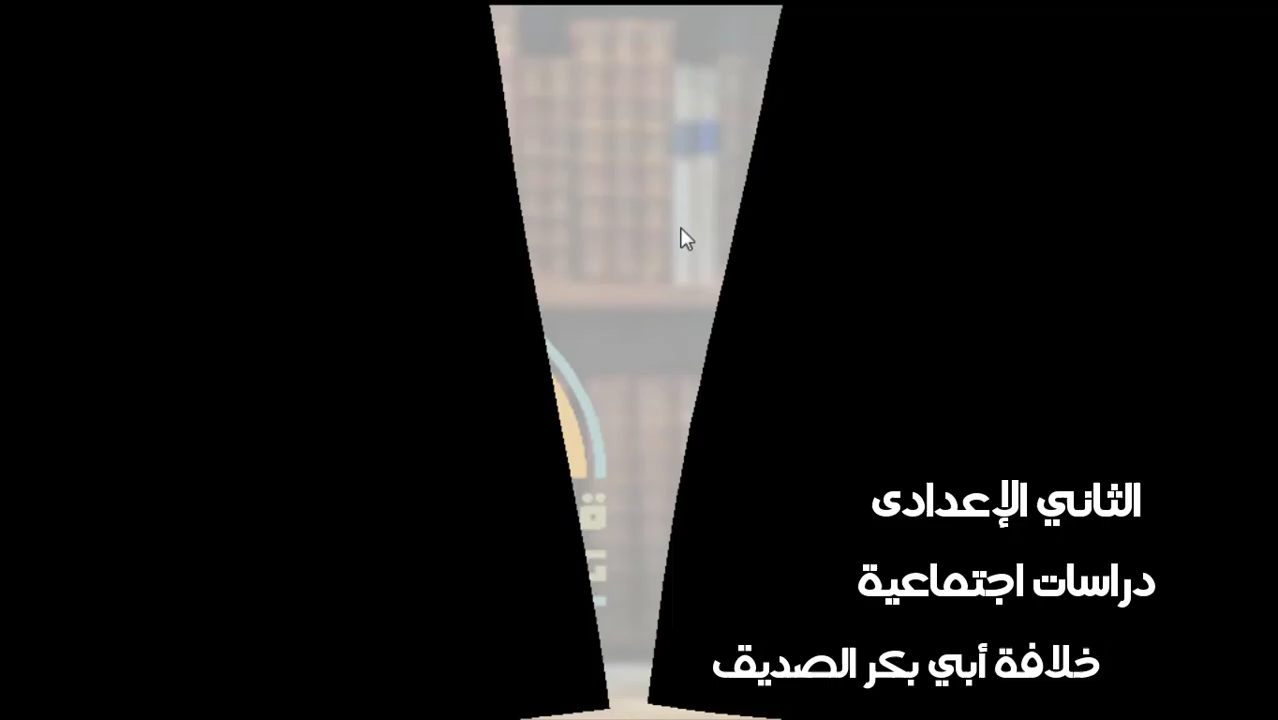 الثاني الإعدادى
دراسات اجتماعية
خلافة أبي بكر الصديق